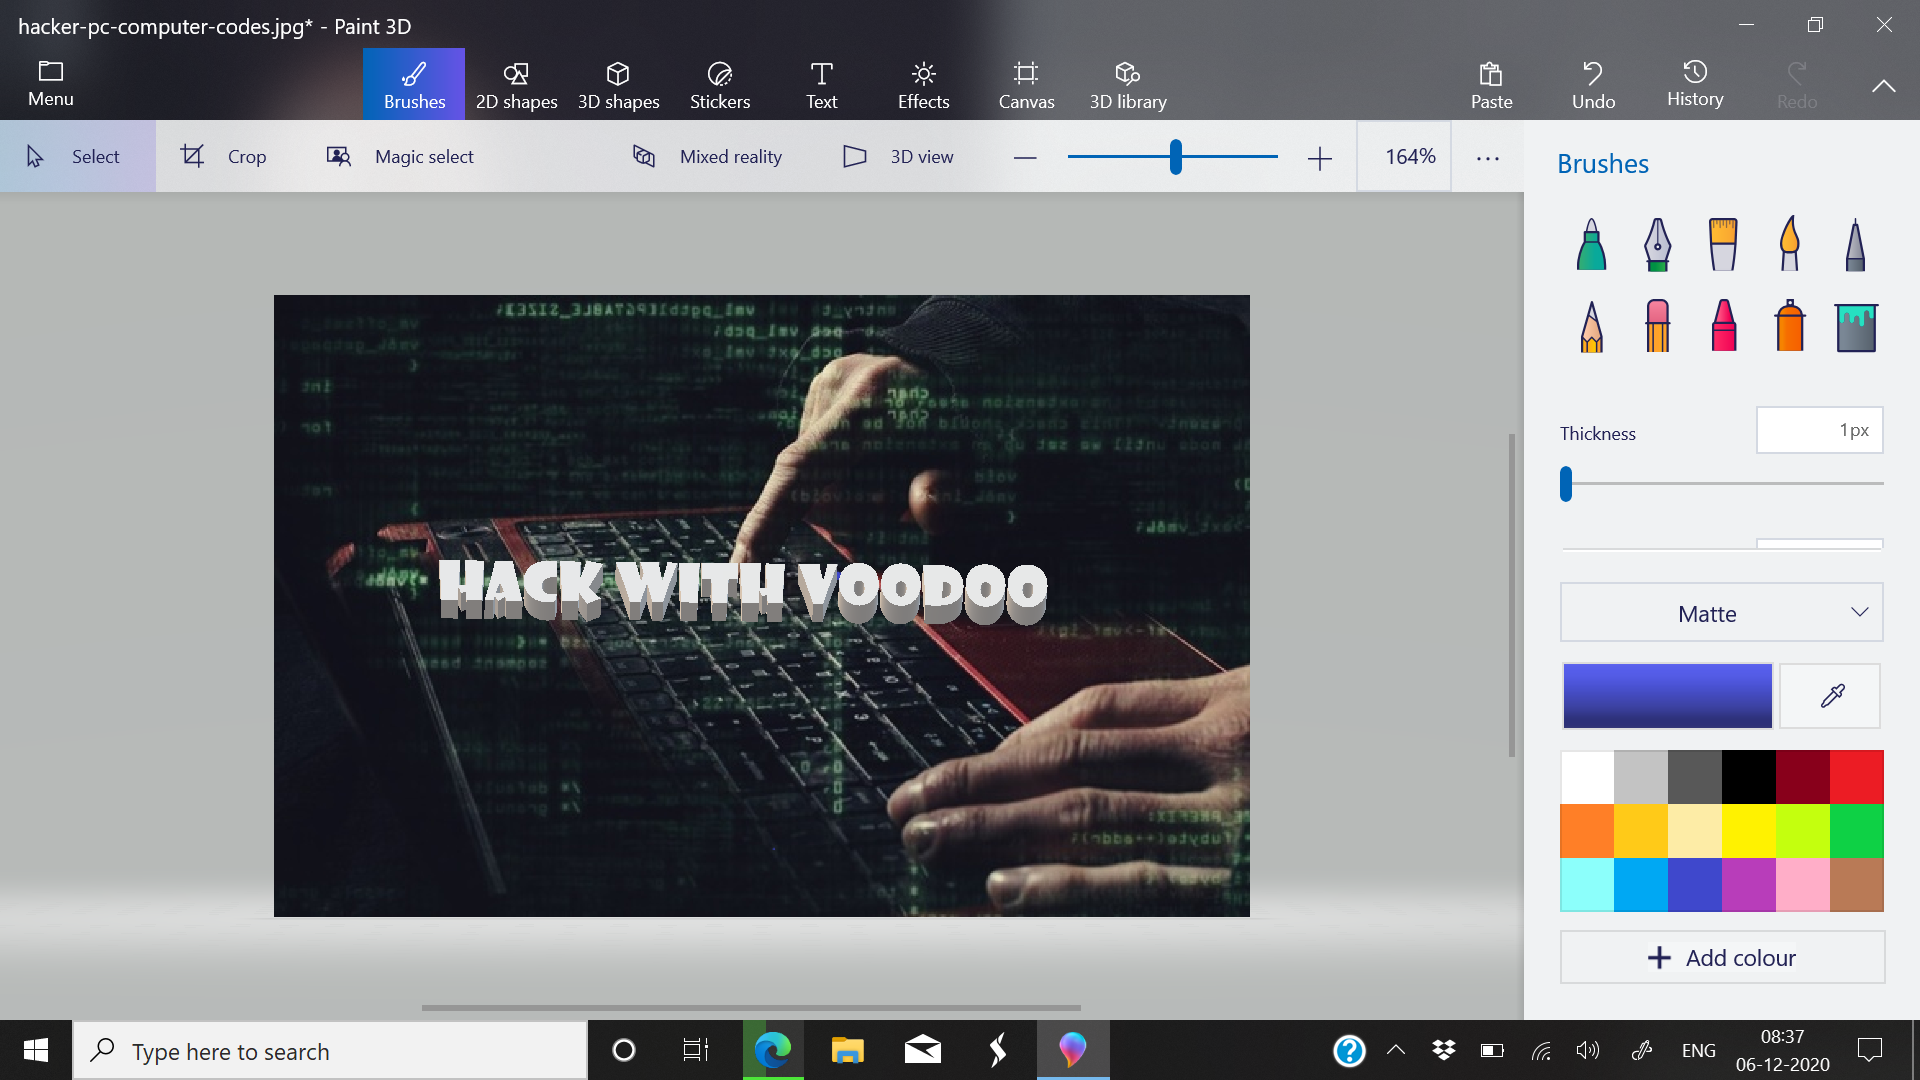 hacker-pc-computer-codes.jpg* - Paint 3D
Menu
Brushes
2D shapes
3D shapes
Stickers
Text
Effects
Canvas
3D library
Paste
Undo
History
Redo
Select
Crop
Magic select
Mixed reality
3D view
164%
Brushes
Thickness
1px
Matte
Add colour
HACK WITH VOODOO
Type here to search
ENG
08:37
06-12-2020